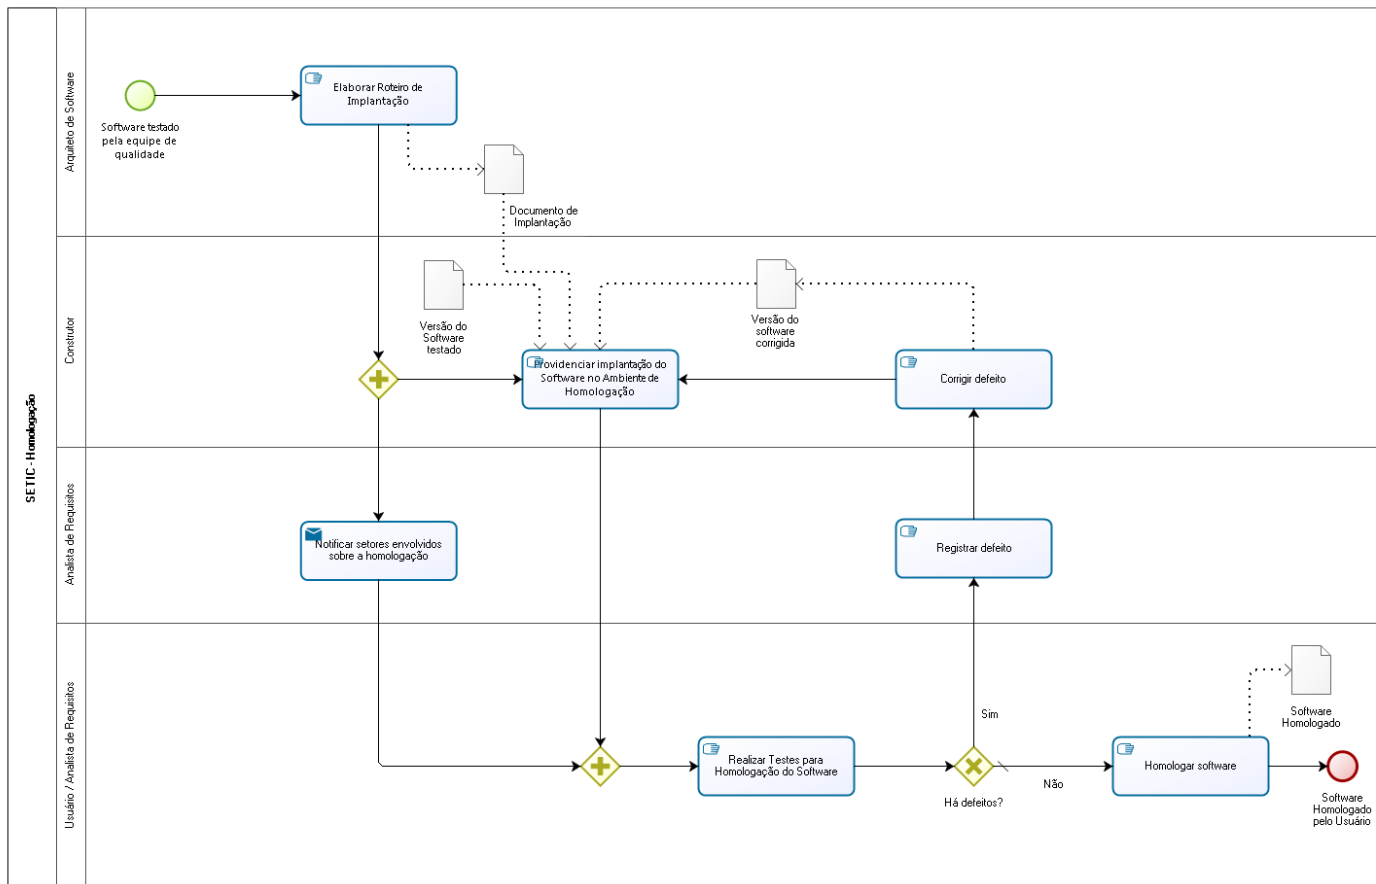 SETIC - Homologação
Arquiteto de Software
Software testado
pela equipe de
qualidade
Elaborar Roteiro de
Implantação
Documento de
Implantação
Construtor
Versão do
Software
testado
Versão do
software
corrigida
Providenciar implantação do
Software no Ambiente de
Homologação
Corrigir defeito
Analista de Requisitos
Notificar setores envolvidos
sobre a homologação
Registrar defeito
Usuário / Analista de Requisitos
Realizar Testes para
Homologação do Software
Sim
Há defeitos?
Não
Homologar software
Software
Homologado
Software
Homologado
pelo Usuário